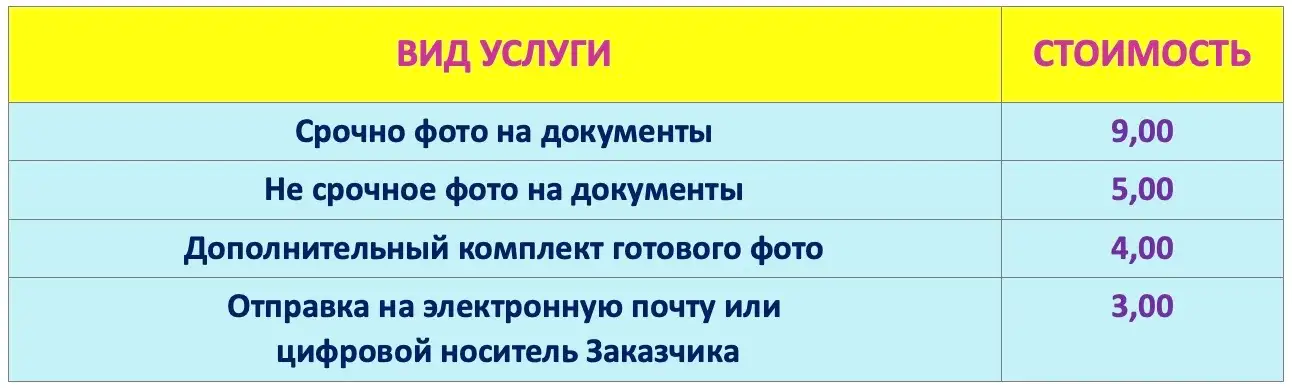 ВИД УСЛУГИ СТОИМОСТЬ
Срочно фото на документы 9,00
Не срочное фото на документы 5,00
Дополнительный комплект готового фото 4,00
Отправка на электронную почту или 3,00
цифровой носитель Заказчика